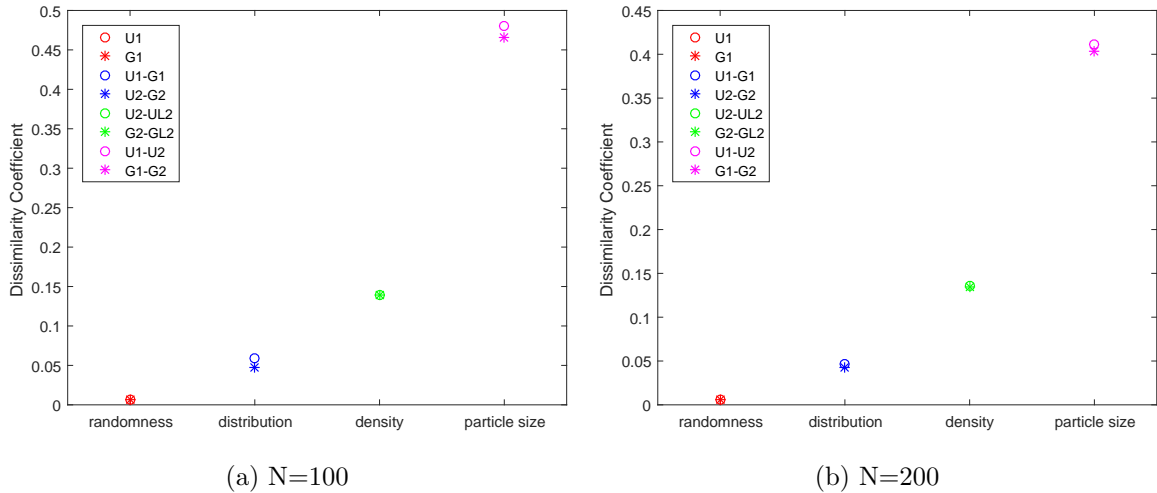 0.5
0.45
0.4
0.35
0.3
0.25
0.2
0.15
0.1
0.05
0
Dissimilarity Coefficient
U1
G1
U1-G1
U2-G2
U2-UL2
G2-GL2
U1-U2
G1-G2
randomness distribution density particle size
(a) N=100
0.45
0.4
0.35
0.3
0.25
0.2
0.15
0.1
0.05
0
Dissimilarity Coefficient
U1
G1
U1-G1
U2-G2
U2-UL2
G2-GL2
U1-U2
G1-G2
randomness distribution density particle size
(b) N=200